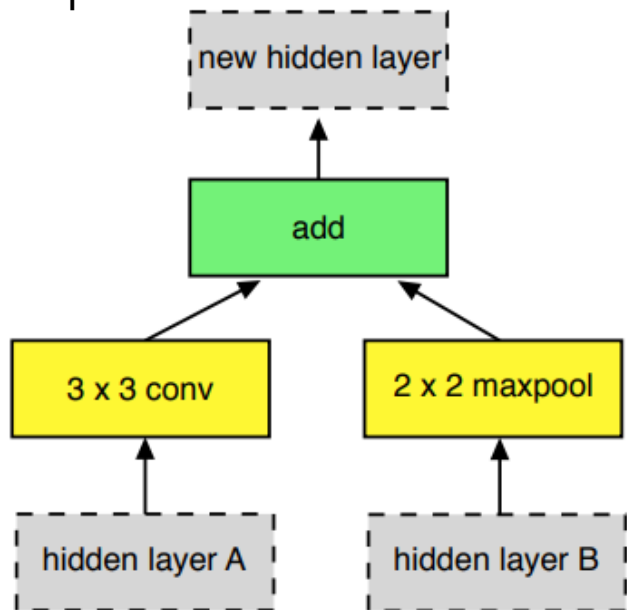 new hidden layer
add
3 x 3 conv
2 x 2 maxpool
hidden layer A
hidden layer B